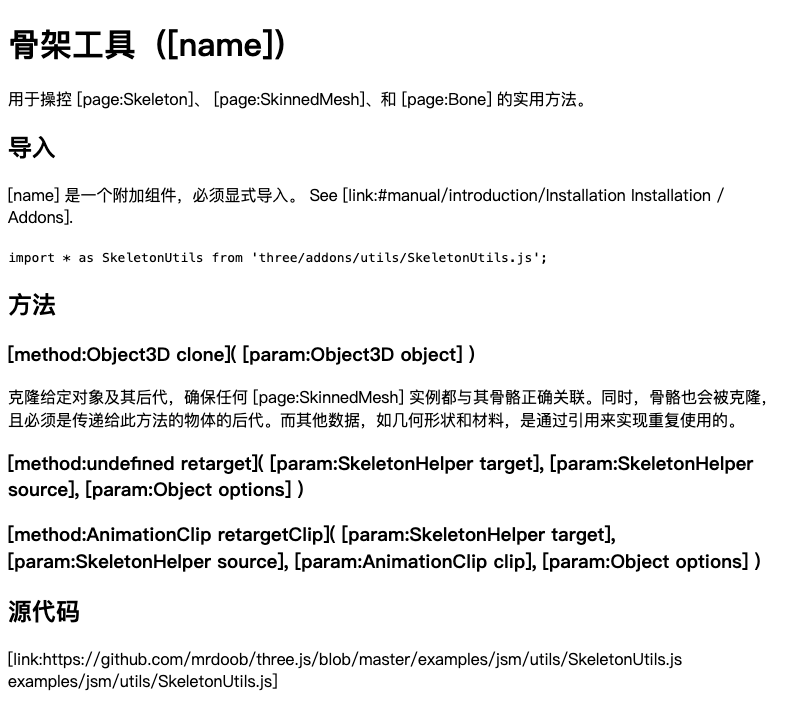 骨架工具（[name]）
用于操控 [page:Skeleton]、 [page:SkinnedMesh]、和 [page:Bone] 的实用方法。
导入
[name] 是一个附加组件，必须显式导入。 See [link:#manual/introduction/Installation Installation /
Addons].
import * as SkeletonUtils from 'three/addons/utils/SkeletonUtils.js';
方法
[method:Object3D clone]( [param:Object3D object] )
克隆给定对象及其后代，确保任何 [page:SkinnedMesh] 实例都与其骨骼正确关联。同时，骨骼也会被克隆，
且必须是传递给此方法的物体的后代。而其他数据，如几何形状和材料，是通过引用来实现重复使用的。
[method:undefined retarget]( [param:SkeletonHelper target], [param:SkeletonHelper
source], [param:Object options] )
[method:AnimationClip retargetClip]( [param:SkeletonHelper target],
[param:SkeletonHelper source], [param:AnimationClip clip], [param:Object options] )
源代码
[link:https://github.com/mrdoob/three.js/blob/master/examples/jsm/utils/SkeletonUtils.js
examples/jsm/utils/SkeletonUtils.js]